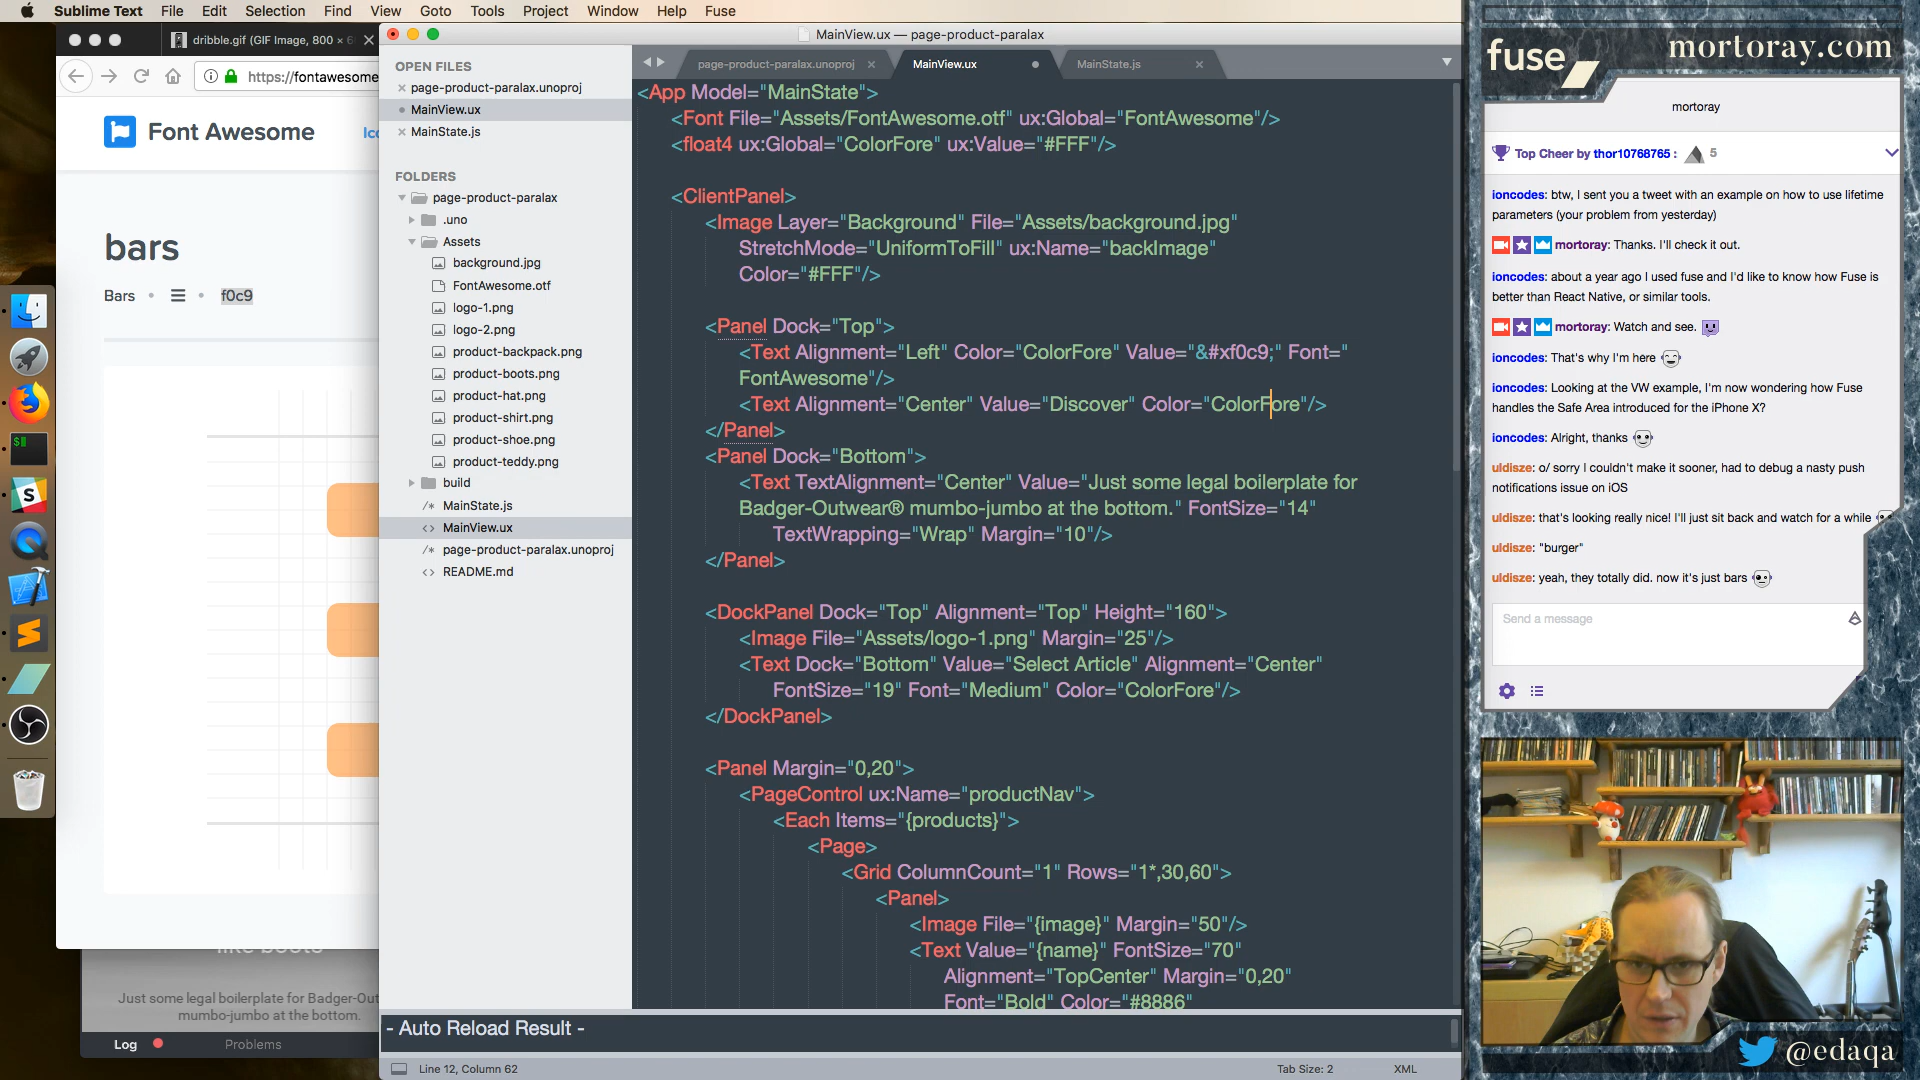 Sublime Text File Edit Selection Find View Goto Tools Project Window Help Fuse
dribble.gif (GIF Image, 800 × 6
https://fontawesome
Font Awesome
bars
Bars • • f0c9
Just some legal boilerplate for Badger-Out
mumbo-jumbo at the bottom.
Log Problems
MainView.ux — page-product-paralax
OPEN FILES
page-product-paralax.unoproj
MainView.ux
MainState.js
FOLDERS
page-product-paralax
.uno
Assets
background.jpg
FontAwesome.otf
logo-1.png
logo-2.png
product-backpack.png
product-boots.png
product-hat.png
product-shirt.png
product-shoe.png
product-teddy.png
build
MainState.js
MainView.ux
page-product-paralax.unoproj
README.md
page-product-paralax.unoproj MainView.ux MainState.js
<App Model="MainState">
<Font File="Assets/FontAwesome.otf" ux:Global="FontAwesome"/>
<float4 ux:Global="ColorFore" ux:Value="#FFF"/>
<ClientPanel>
<Image Layer="Background" File="Assets/background.jpg"
StretchMode="UniformToFill" ux:Name="backImage"
Color="#FFF"/>
<Panel Dock="Top">
<Text Alignment="Left" Color="ColorFore" Value="&#xf0c9;" Font="
FontAwesome"/>
<Text Alignment="Center" Value="Discover" Color="ColorFore"/>
</Panel>
<Panel Dock="Bottom">
<Text TextAlignment="Center" Value="Just some legal boilerplate for
Badger-Outwear® mumbo-jumbo at the bottom." FontSize="14"
TextWrapping="Wrap" Margin="10"/>
</Panel>
<DockPanel Dock="Top" Alignment="Top" Height="160">
<Image File="Assets/logo-1.png" Margin="25"/>
<Text Dock="Bottom" Value="Select Article" Alignment="Center"
FontSize="19" Font="Medium" Color="ColorFore"/>
</DockPanel>
<Panel Margin="0,20">
<PageControl ux:Name="productNav">
<Each Items="{products}">
<Page>
<Grid ColumnCount="1" Rows="1*,30,60">
<Panel>
<Image File="{image}" Margin="50"/>
<Text Value="{name}" FontSize="70"
Alignment="TopCenter" Margin="0,20"
Font="Bold" Color="#8886"
- Auto Reload Result -
Line 12, Column 62 Tab Size: 2 XML
fuse mortoray.com
mortoray
Top Cheer by thor10768765 : 5
ioncodes: btw, I sent you a tweet with an example on how to use lifetime
parameters (your problem from yesterday)
mortoray: Thanks. I'll check it out.
ioncodes: about a year ago I used fuse and I'd like to know how Fuse is
better than React Native, or similar tools.
mortoray: Watch and see.
ioncodes: That's why I'm here
ioncodes: Looking at the VW example, I'm now wondering how Fuse
handles the Safe Area introduced for the iPhone X?
ioncodes: Alright, thanks
uldisze: o/ sorry I couldn't make it sooner, had to debug a nasty push
notifications issue on iOS
uldisze: that's looking really nice! I'll just sit back and watch for a while
uldisze: "burger"
uldisze: yeah, they totally did. now it's just bars
Send a message
@edaqa